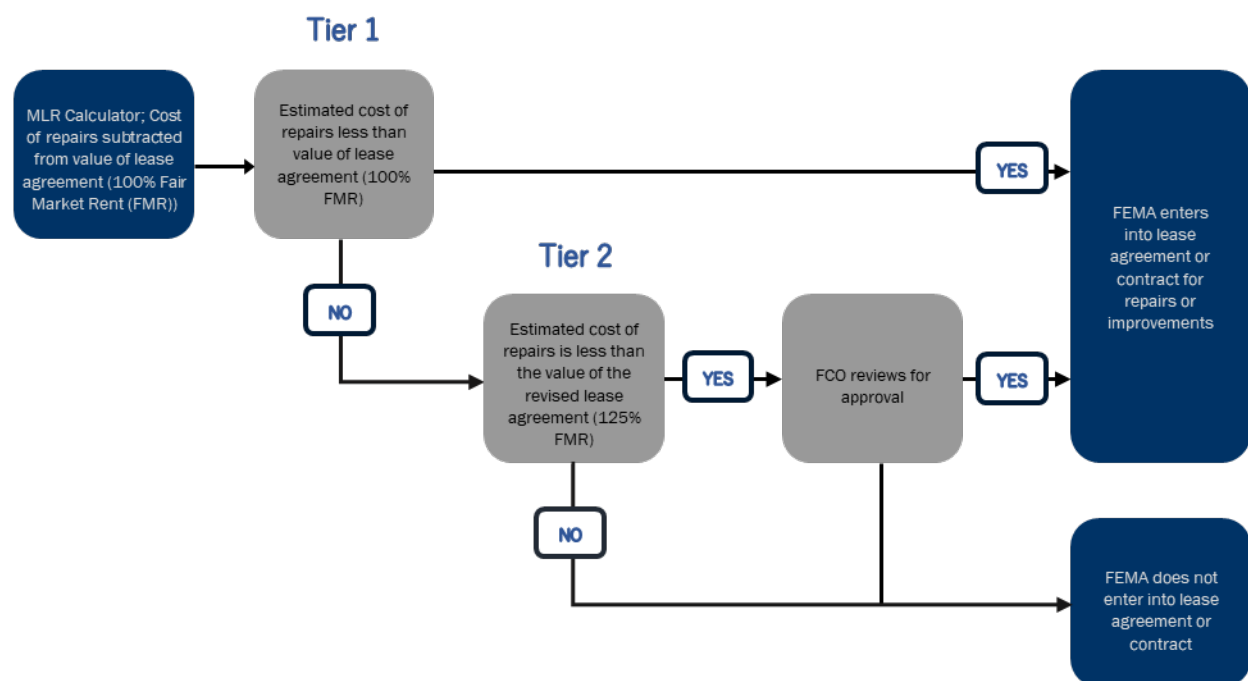 Tier 1
MLR Calculator; Cost
of repairs subtracted
from value of lease
agreement (100% Fair
Market Rent (FMR))
Estimated cost of
repairs less than
value of lease
agreement (100%
FMR)
YES
FEMA enters
into lease
agreement or
contract for
repairs or
improvements
NO
Tier 2
Estimated cost of
repairs is less than
the value of the
revised lease
agreement (125%
FMR)
YES
FCO reviews for
approval
YES
NO
FEMA does not
enter into lease
agreement or
contract